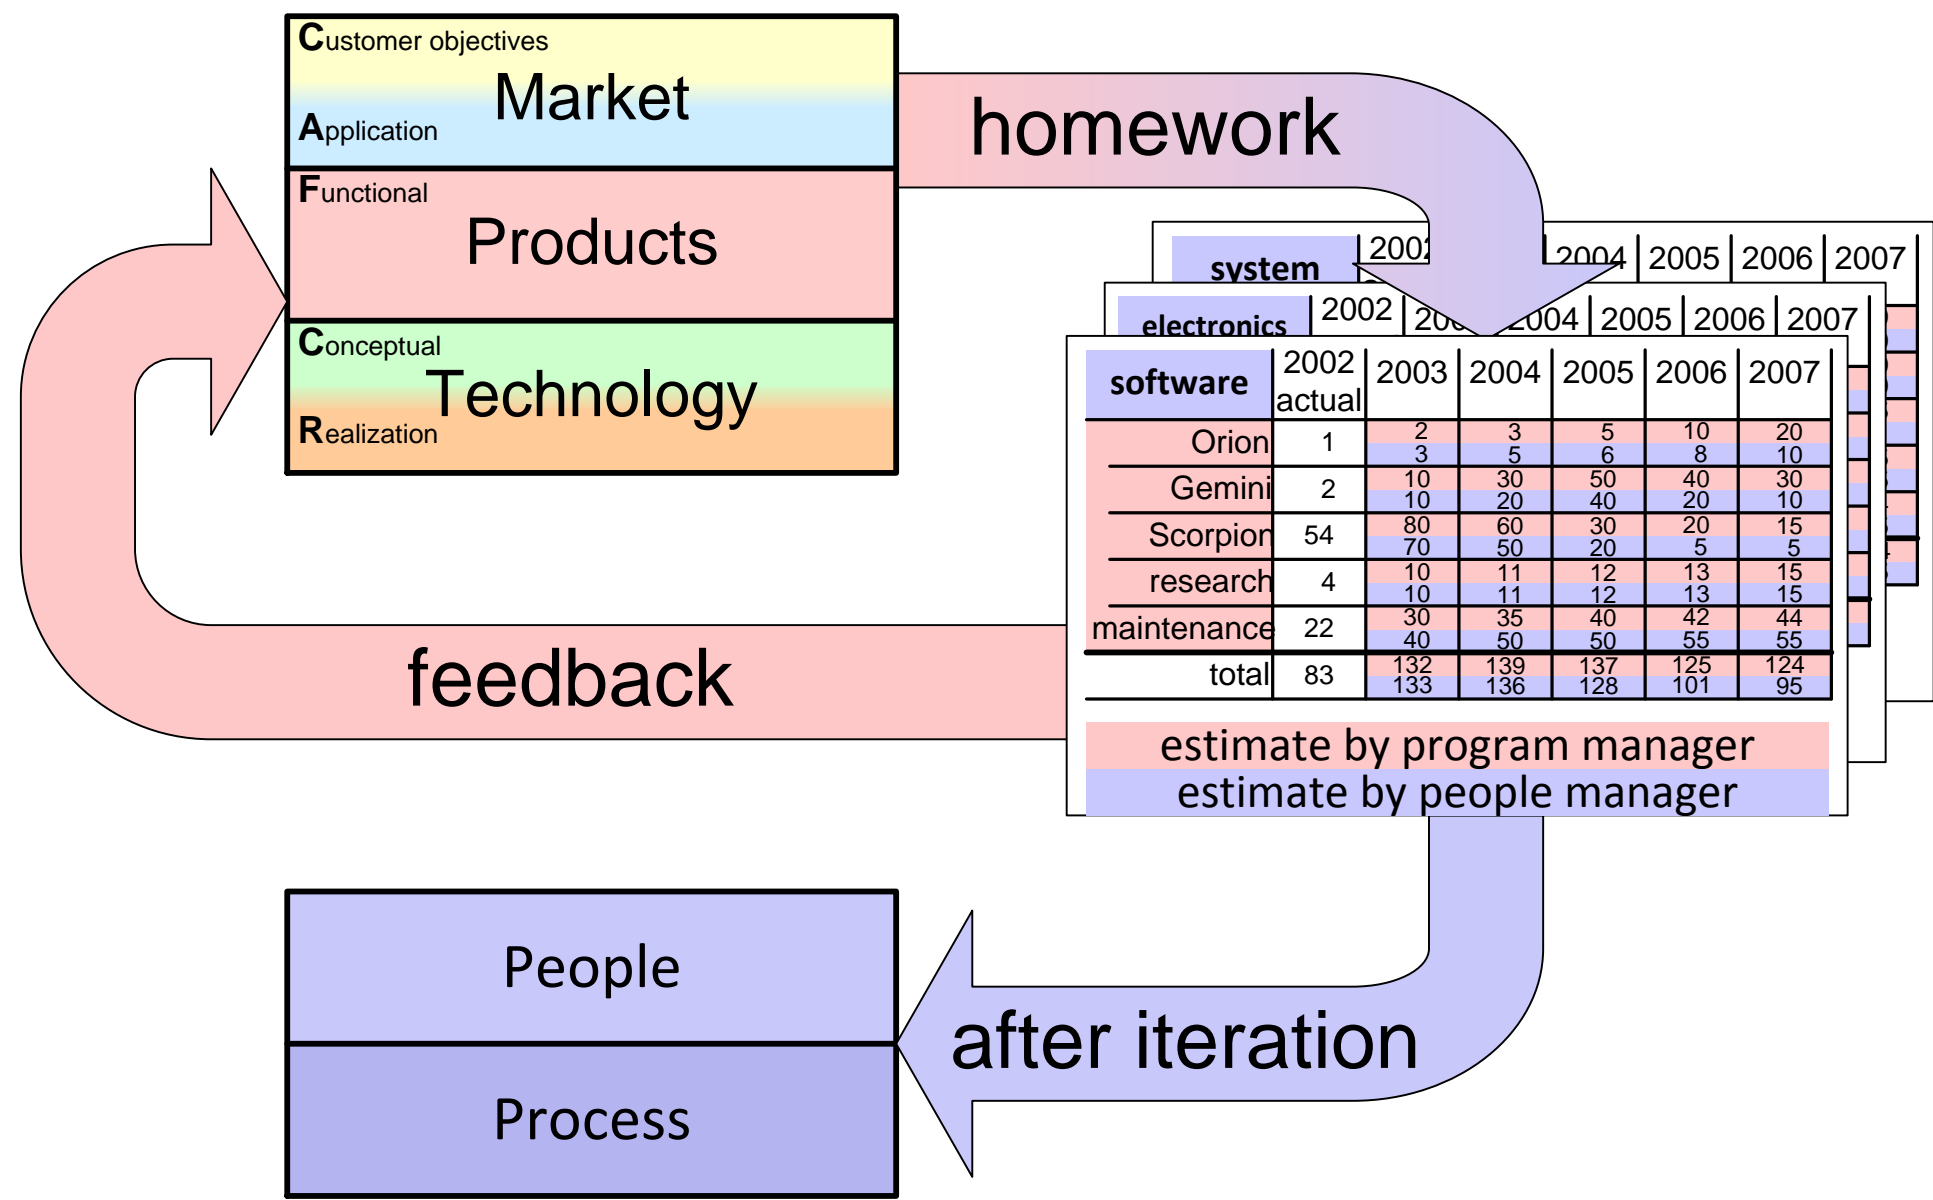 Customer objectives
Market
Application
Functional
Products
Conceptual
Technology
Realization
homework
feedback
system 2002 2004 2005 2006 2007
electronics 2002 2004 2005 2006 2007
software 2002 actual 2003 2004 2005 2006 2007
Orion 1 2 3 5 10 20
3 5 6 8 10
Gemini 2 10 30 50 40 30
10 20 40 20 10
Scorpion 54 80 60 30 20 15
70 50 20 5 5
research 4 10 11 12 13 15
10 11 12 13 15
maintenance 22 30 35 40 42 44
40 50 50 55 55
total 83 132 139 137 125 124
133 136 128 101 95
estimate by program manager
estimate by people manager
People
Process
after iteration